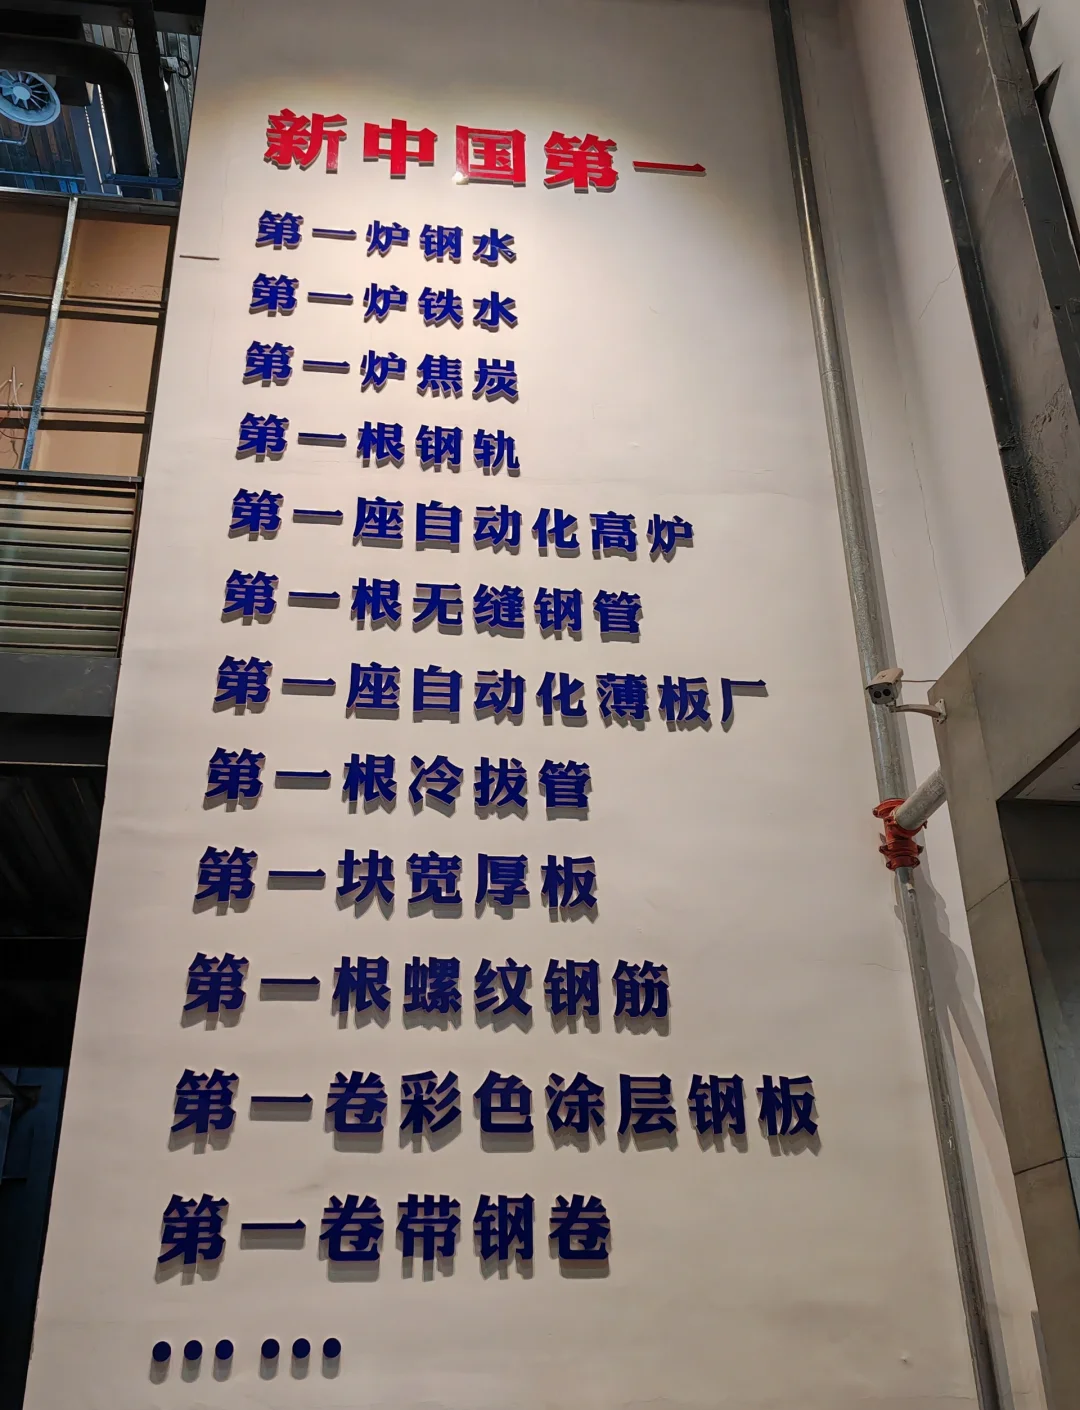 新中国第一
第一炉钢水
第一炉铁水
第一炉焦炭
第一根钢轨
第一座自动化高炉
第一根无缝钢管
第一座自动化薄板厂
第一根冷拔管
第一块宽厚板
第一根螺纹钢筋
第一卷彩色涂层钢板
第一卷带钢卷
••• •••